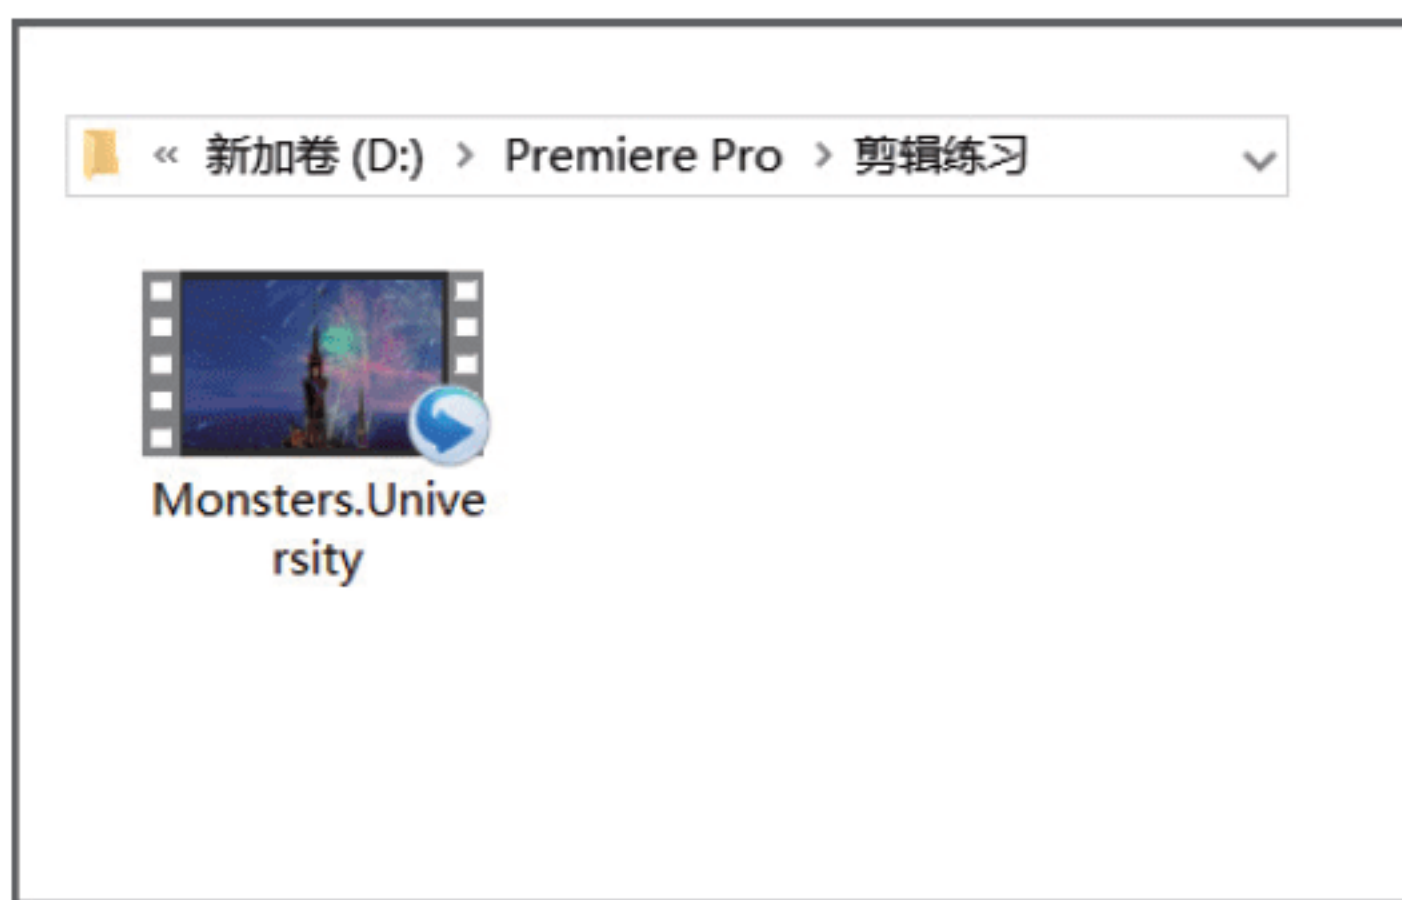 « 新加卷 (D:) > Premiere Pro > 剪辑练习
Monsters.Unive
rsity